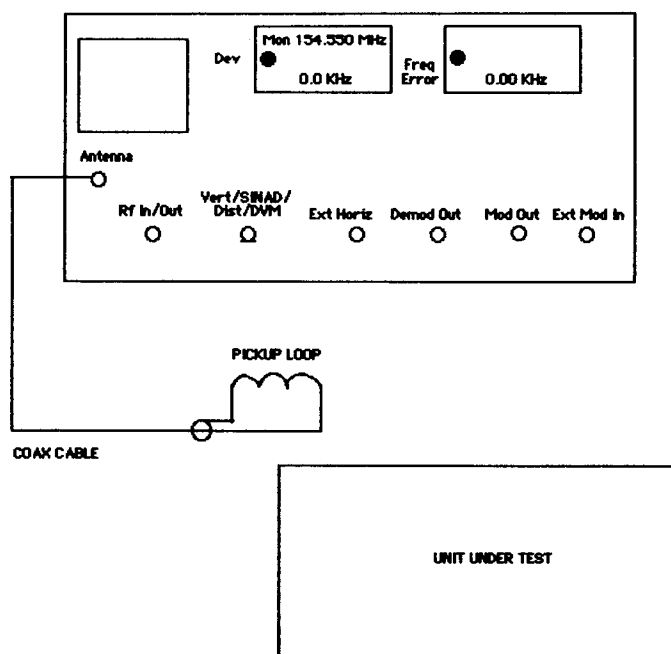 Mon 154.550 MHz
Dev
0.0 KHz
Freq
Error
0.00 KHz
Antenna
Rf In/Out
Vert/SINAD/
Dist/DVM
Ext Horiz
Demod Out
Mod Out
Ext Mod In
PICKUP LOOP
COAX CABLE
UNIT UNDER TEST